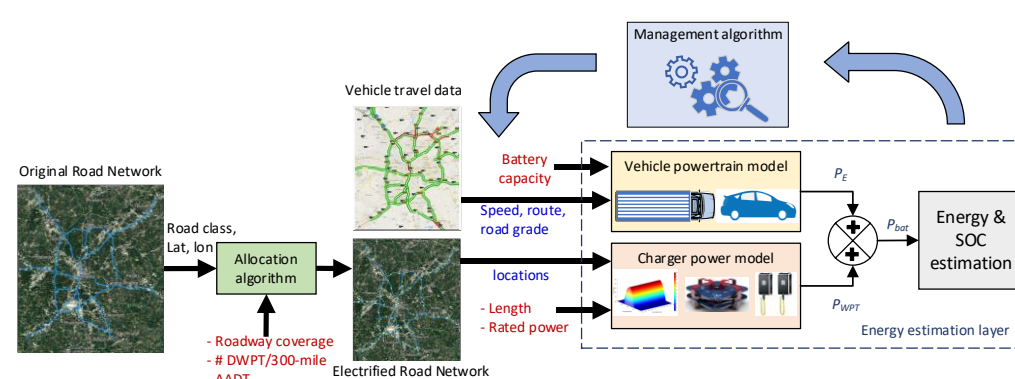 Management algorithm
Vehicle travel data
Original Road Network
Battery
capacity
Vehicle powertrain model
P_E
Road class,
Lat, lon
Speed, route,
road grade
Energy &
SOC
estimation
P_bat
Allocation
algorithm
locations
Charger power model
- Length
- Rated power
P_WPT
- Roadway coverage
- # DWPT/300-mile
Energy estimation layer
Electrified Road Network
AADT